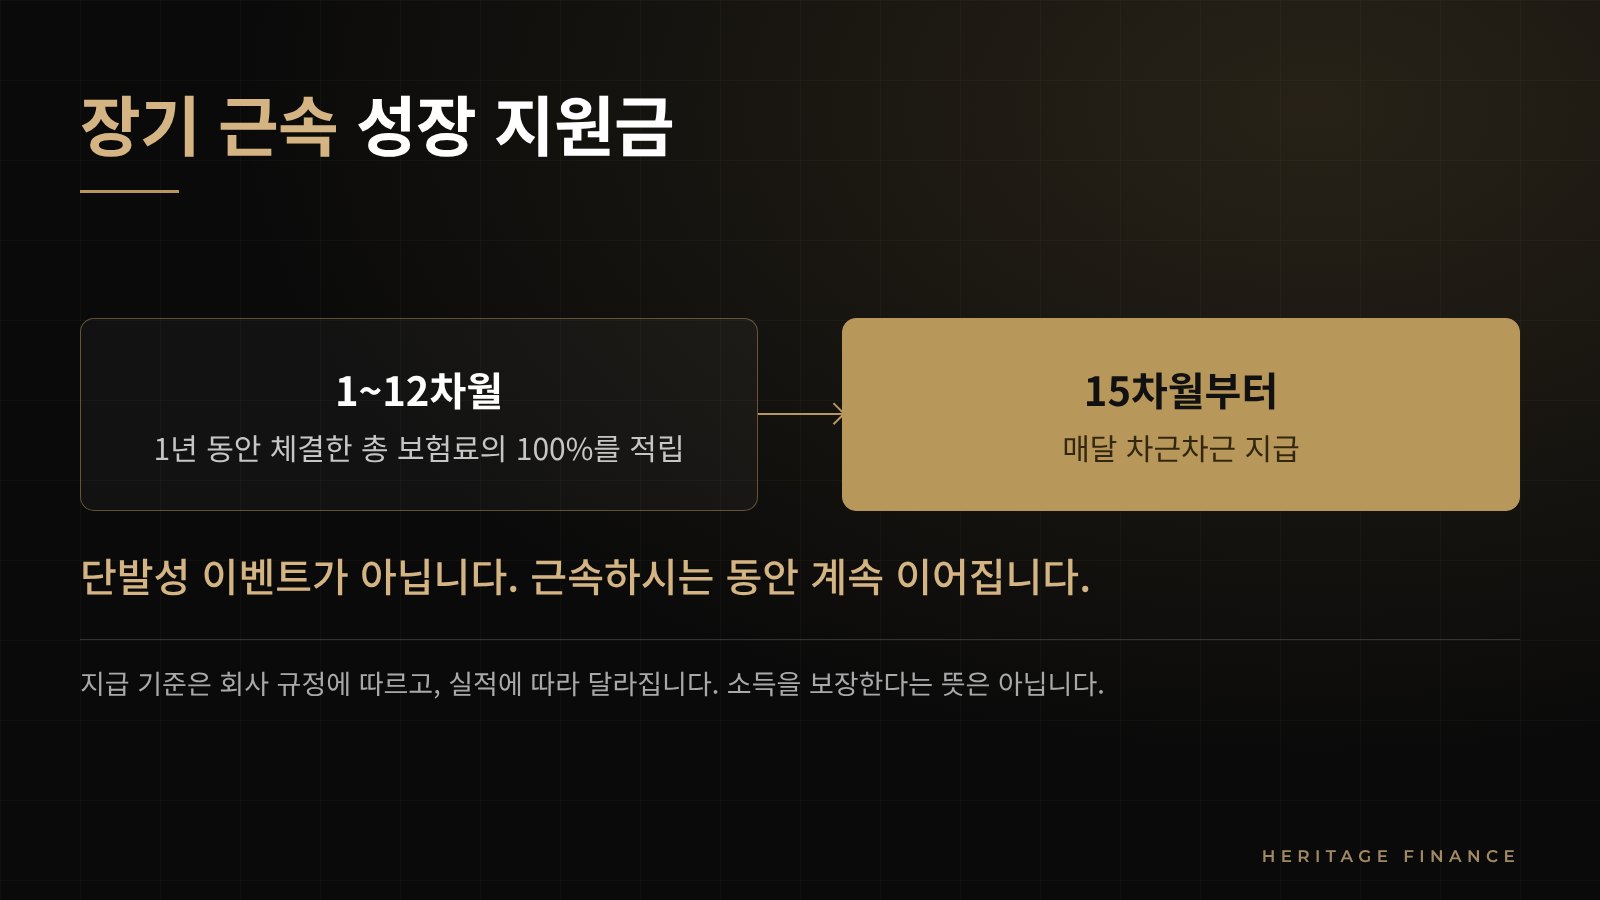 장기 근속 성장 지원금
1~12차월
1년 동안 체결한 총 보험료의 100%를 적립
15차월부터
매달 차근차근 지급
단발성 이벤트가 아닙니다. 근속하시는 동안 계속 이어집니다.
지급 기준은 회사 규정에 따르고, 실적에 따라 달라집니다. 소득을 보장한다는 뜻은 아닙니다.
HERITAGE FINANCE